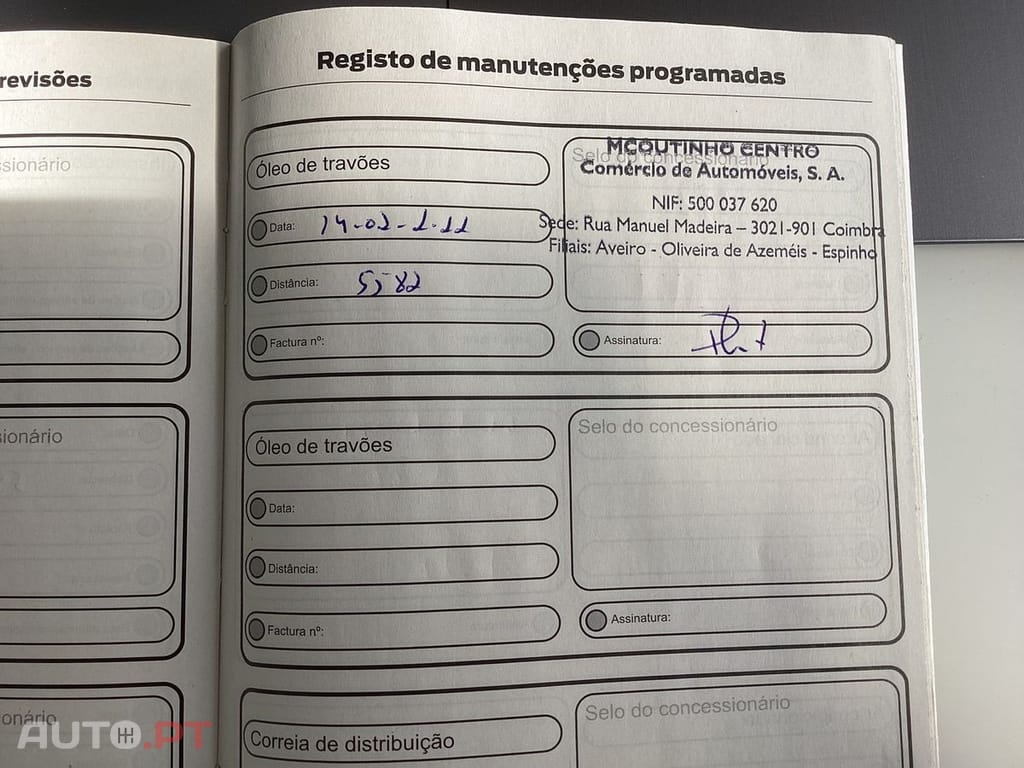 revisões
Registo de manutenções programadas
ssionário
Óleo de travões
Selo do concessionário
MCOUTINHO CENTRO
Comércio de Automóveis, S. A.
NIF: 500 037 620
Sede: Rua Manuel Madeira – 3021-901 Coimbra
Filiais: Aveiro - Oliveira de Azeméis - Espinho
Data:
Distância:
Factura nº:
Assinatura:
sionário
Óleo de travões
Selo do concessionário
Data:
Distância:
Factura nº:
Assinatura:
onário
Correia de distribuição
Selo do concessionário
AUTO.PT